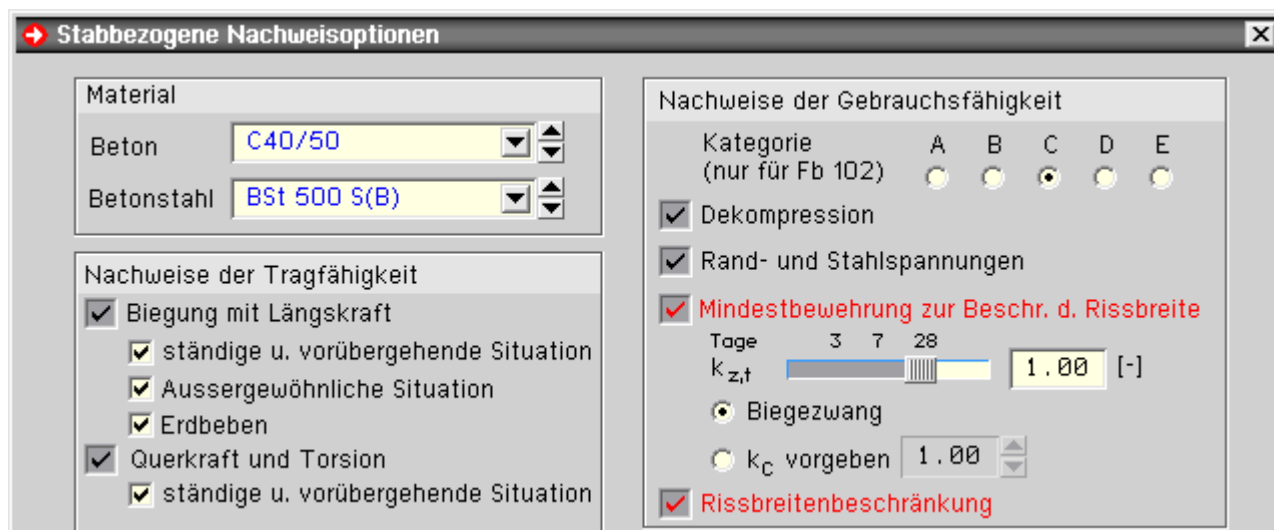 Stabbezogene Nachweisoptionen
Material
Beton C40/50
Betonstahl BSt 500 S(B)
Nachweise der Tragfähigkeit
Biegung mit Längskraft
ständige u. vorübergehende Situation
Aussergewöhnliche Situation
Erdbeben
Querkraft und Torsion
ständige u. vorübergehende Situation
Nachweise der Gebrauchsfähigkeit
Kategorie A B C D E
(nur für Fb 102)
Dekompression
Rand- und Stahlspannungen
Mindestbewehrung zur Beschr. d. Rissbreite
Tage 3 7 28
kz,t 1.00 [-]
Biegezwang
kc vorgeben 1.00
Rissbreitenbeschränkung